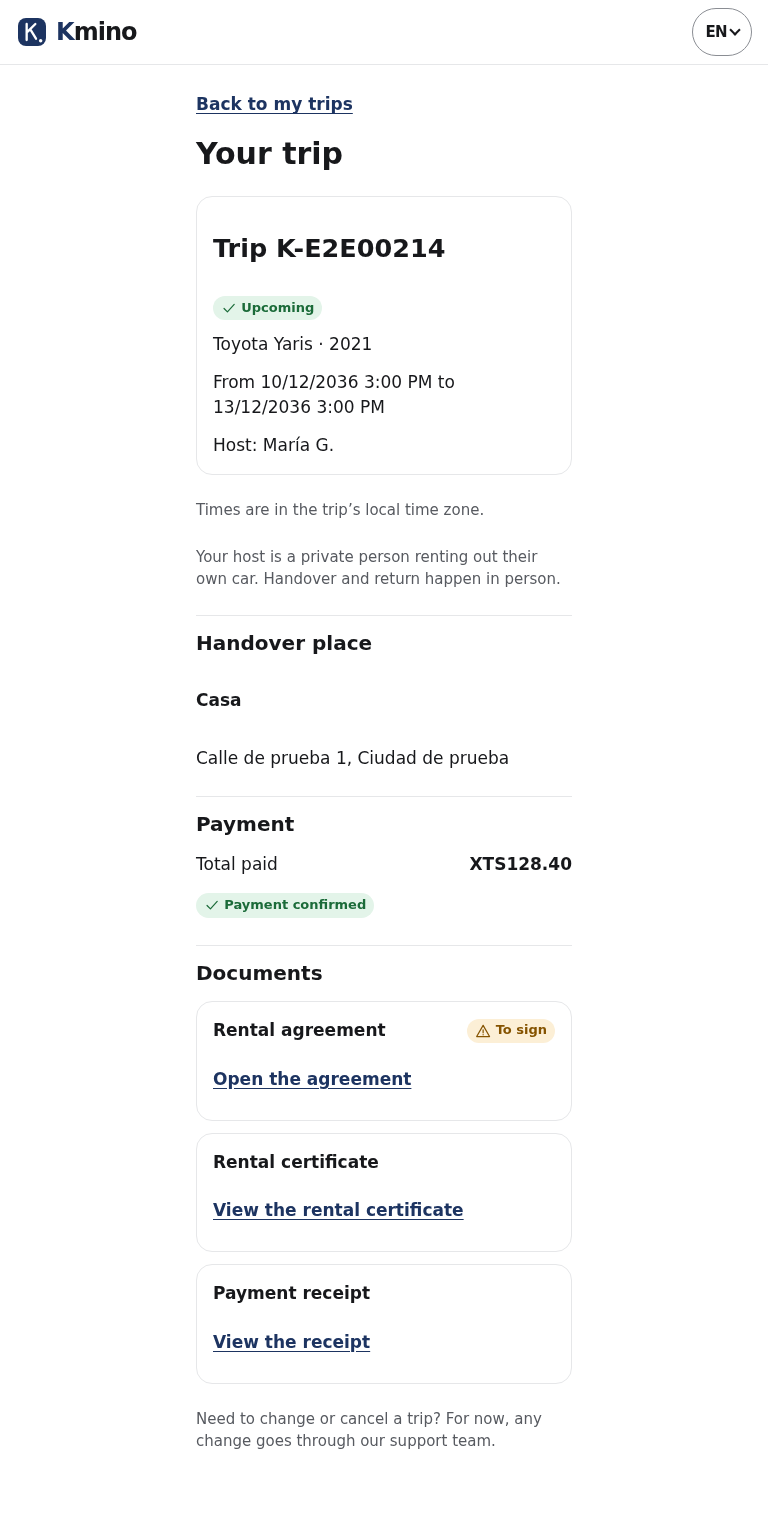 Kmino
EN
Back to my trips
Your trip
Trip K-E2E00214
Upcoming
Toyota Yaris · 2021
From 10/12/2036 3:00 PM to
13/12/2036 3:00 PM
Host: María G.
Times are in the trip’s local time zone.
Your host is a private person renting out their
own car. Handover and return happen in person.
Handover place
Casa
Calle de prueba 1, Ciudad de prueba
Payment
Total paid XTS128.40
Payment confirmed
Documents
Rental agreement To sign
Open the agreement
Rental certificate
View the rental certificate
Payment receipt
View the receipt
Need to change or cancel a trip? For now, any
change goes through our support team.